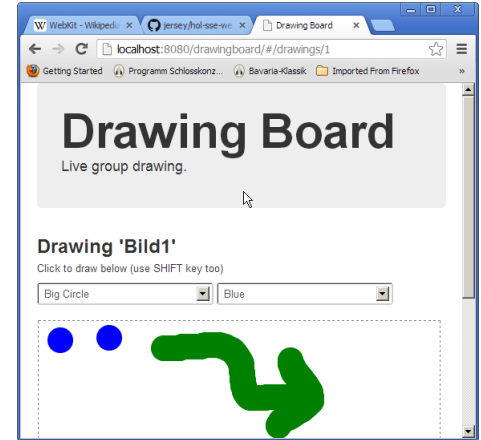 WebKit - Wikipedi
jersey/hol-sse-we
Drawing Board
localhost:8080/drawingboard/#/drawings/1
Getting Started
Programm Schlosskonz...
Bavaria-Klassik
Imported From Firefox
»
Drawing Board
Live group drawing.
Drawing 'Bild1'
Click to draw below (use SHIFT key too)
Big Circle
Blue